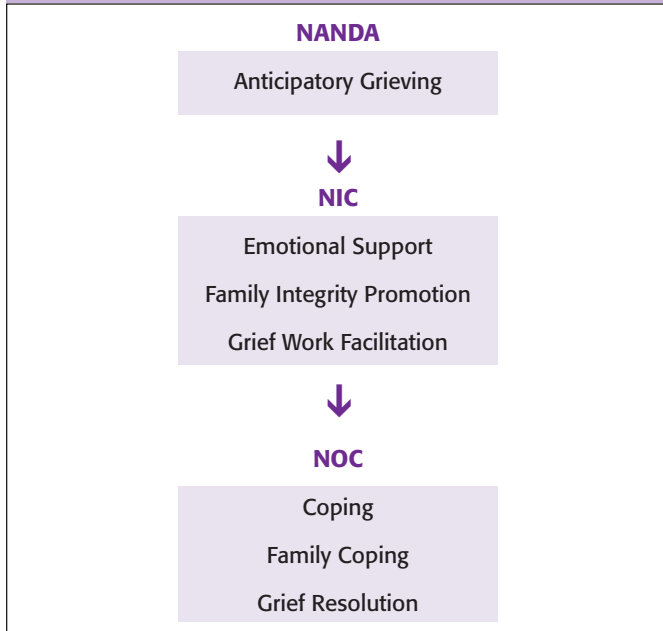 NANDA
Anticipatory Grieving
NIC
Emotional Support
Family Integrity Promotion
Grief Work Facilitation
NOC
Coping
Family Coping
Grief Resolution